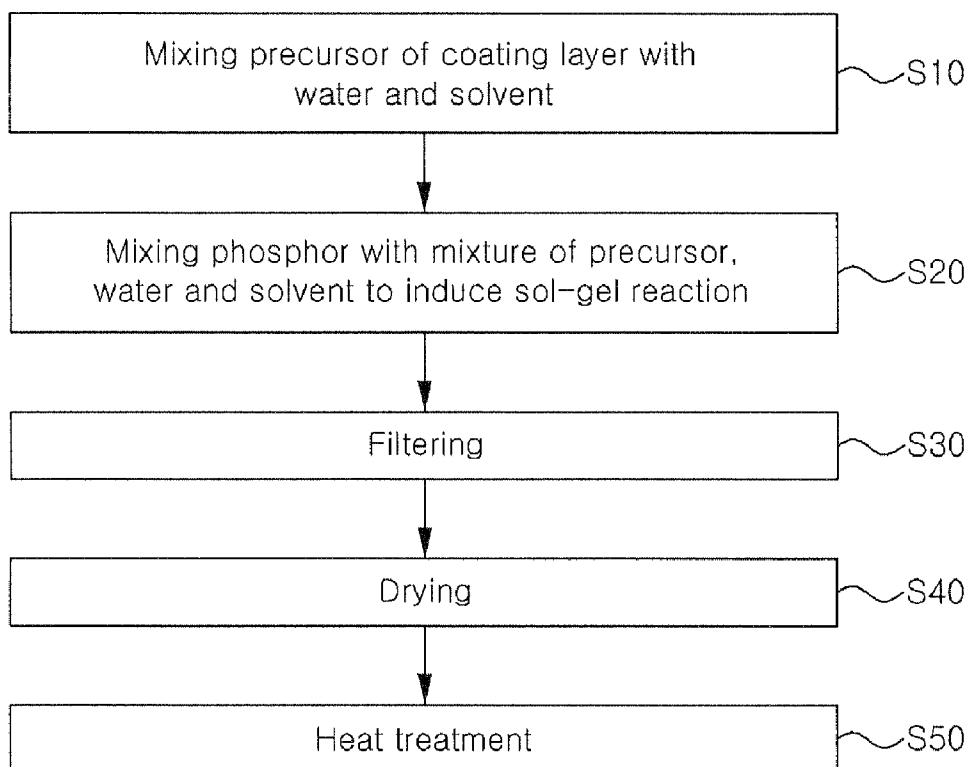 Mixing precursor of coating layer with
water and solvent
S10
Mixing phosphor with mixture of precursor,
water and solvent to induce sol-gel reaction
S20
Filtering
S30
Drying
S40
Heat treatment
S50